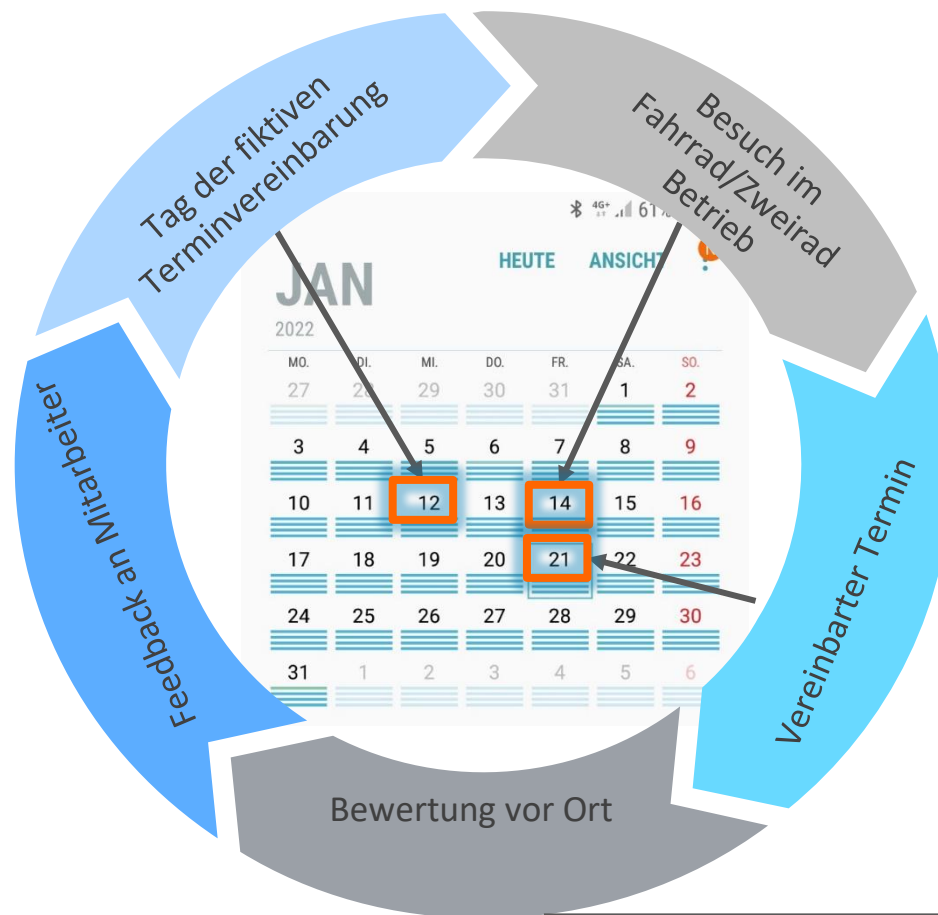 Tag der fiktiven
Terminvereinbarung
Besuch im
Fahrrad/Zweirad
Betrieb
Vereinbarter Termin
Bewertung vor Ort
Feedback an Mitarbeiter
4G+ 61%
JAN
HEUTE ANSICHT
2022
MO. DI. MI. DO. FR. SA. SO.
27 28 29 30 31 1 2
3 4 5 6 7 8 9
10 11 12 13 14 15 16
17 18 19 20 21 22 23
24 25 26 27 28 29 30
31 1 2 3 4 5 6